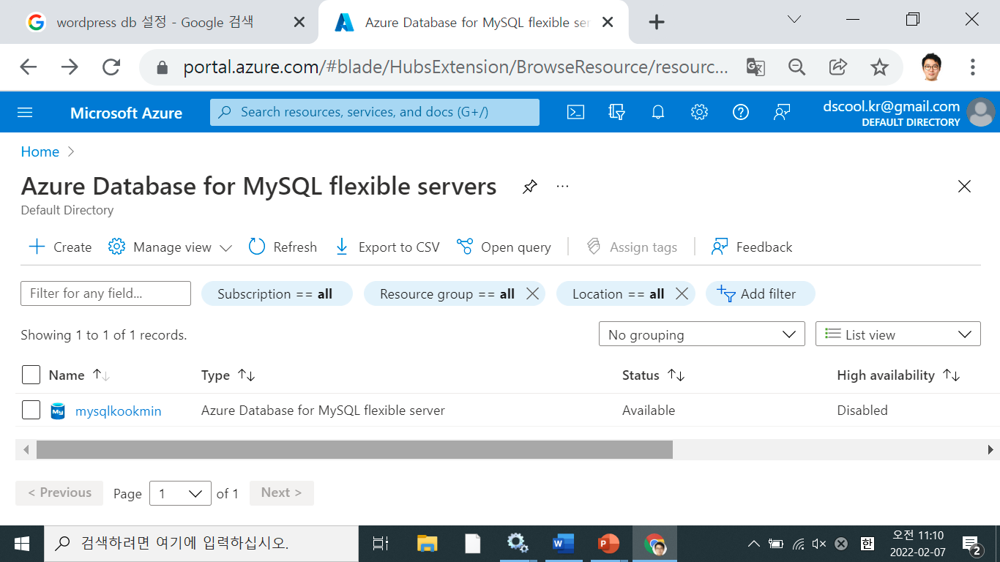 wordpress db 설정 - Google 검색
Azure Database for MySQL flexible ser
portal.azure.com/#blade/HubsExtension/BrowseResource/resourc...
Microsoft Azure
Search resources, services, and docs (G+/)
dscool.kr@gmail.com
DEFAULT DIRECTORY
Home
Azure Database for MySQL flexible servers
Default Directory
Create Manage view Refresh Export to CSV Open query Assign tags Feedback
Filter for any field... Subscription == all Resource group == all Location == all Add filter
Showing 1 to 1 of 1 records. No grouping List view
Name Type Status High availability
My mysqlkookmin Azure Database for MySQL flexible server Available Disabled
< Previous Page 1 of 1 Next >
검색하려면 여기에 입력하십시오.
한
오전 11:10
2022-02-07
2